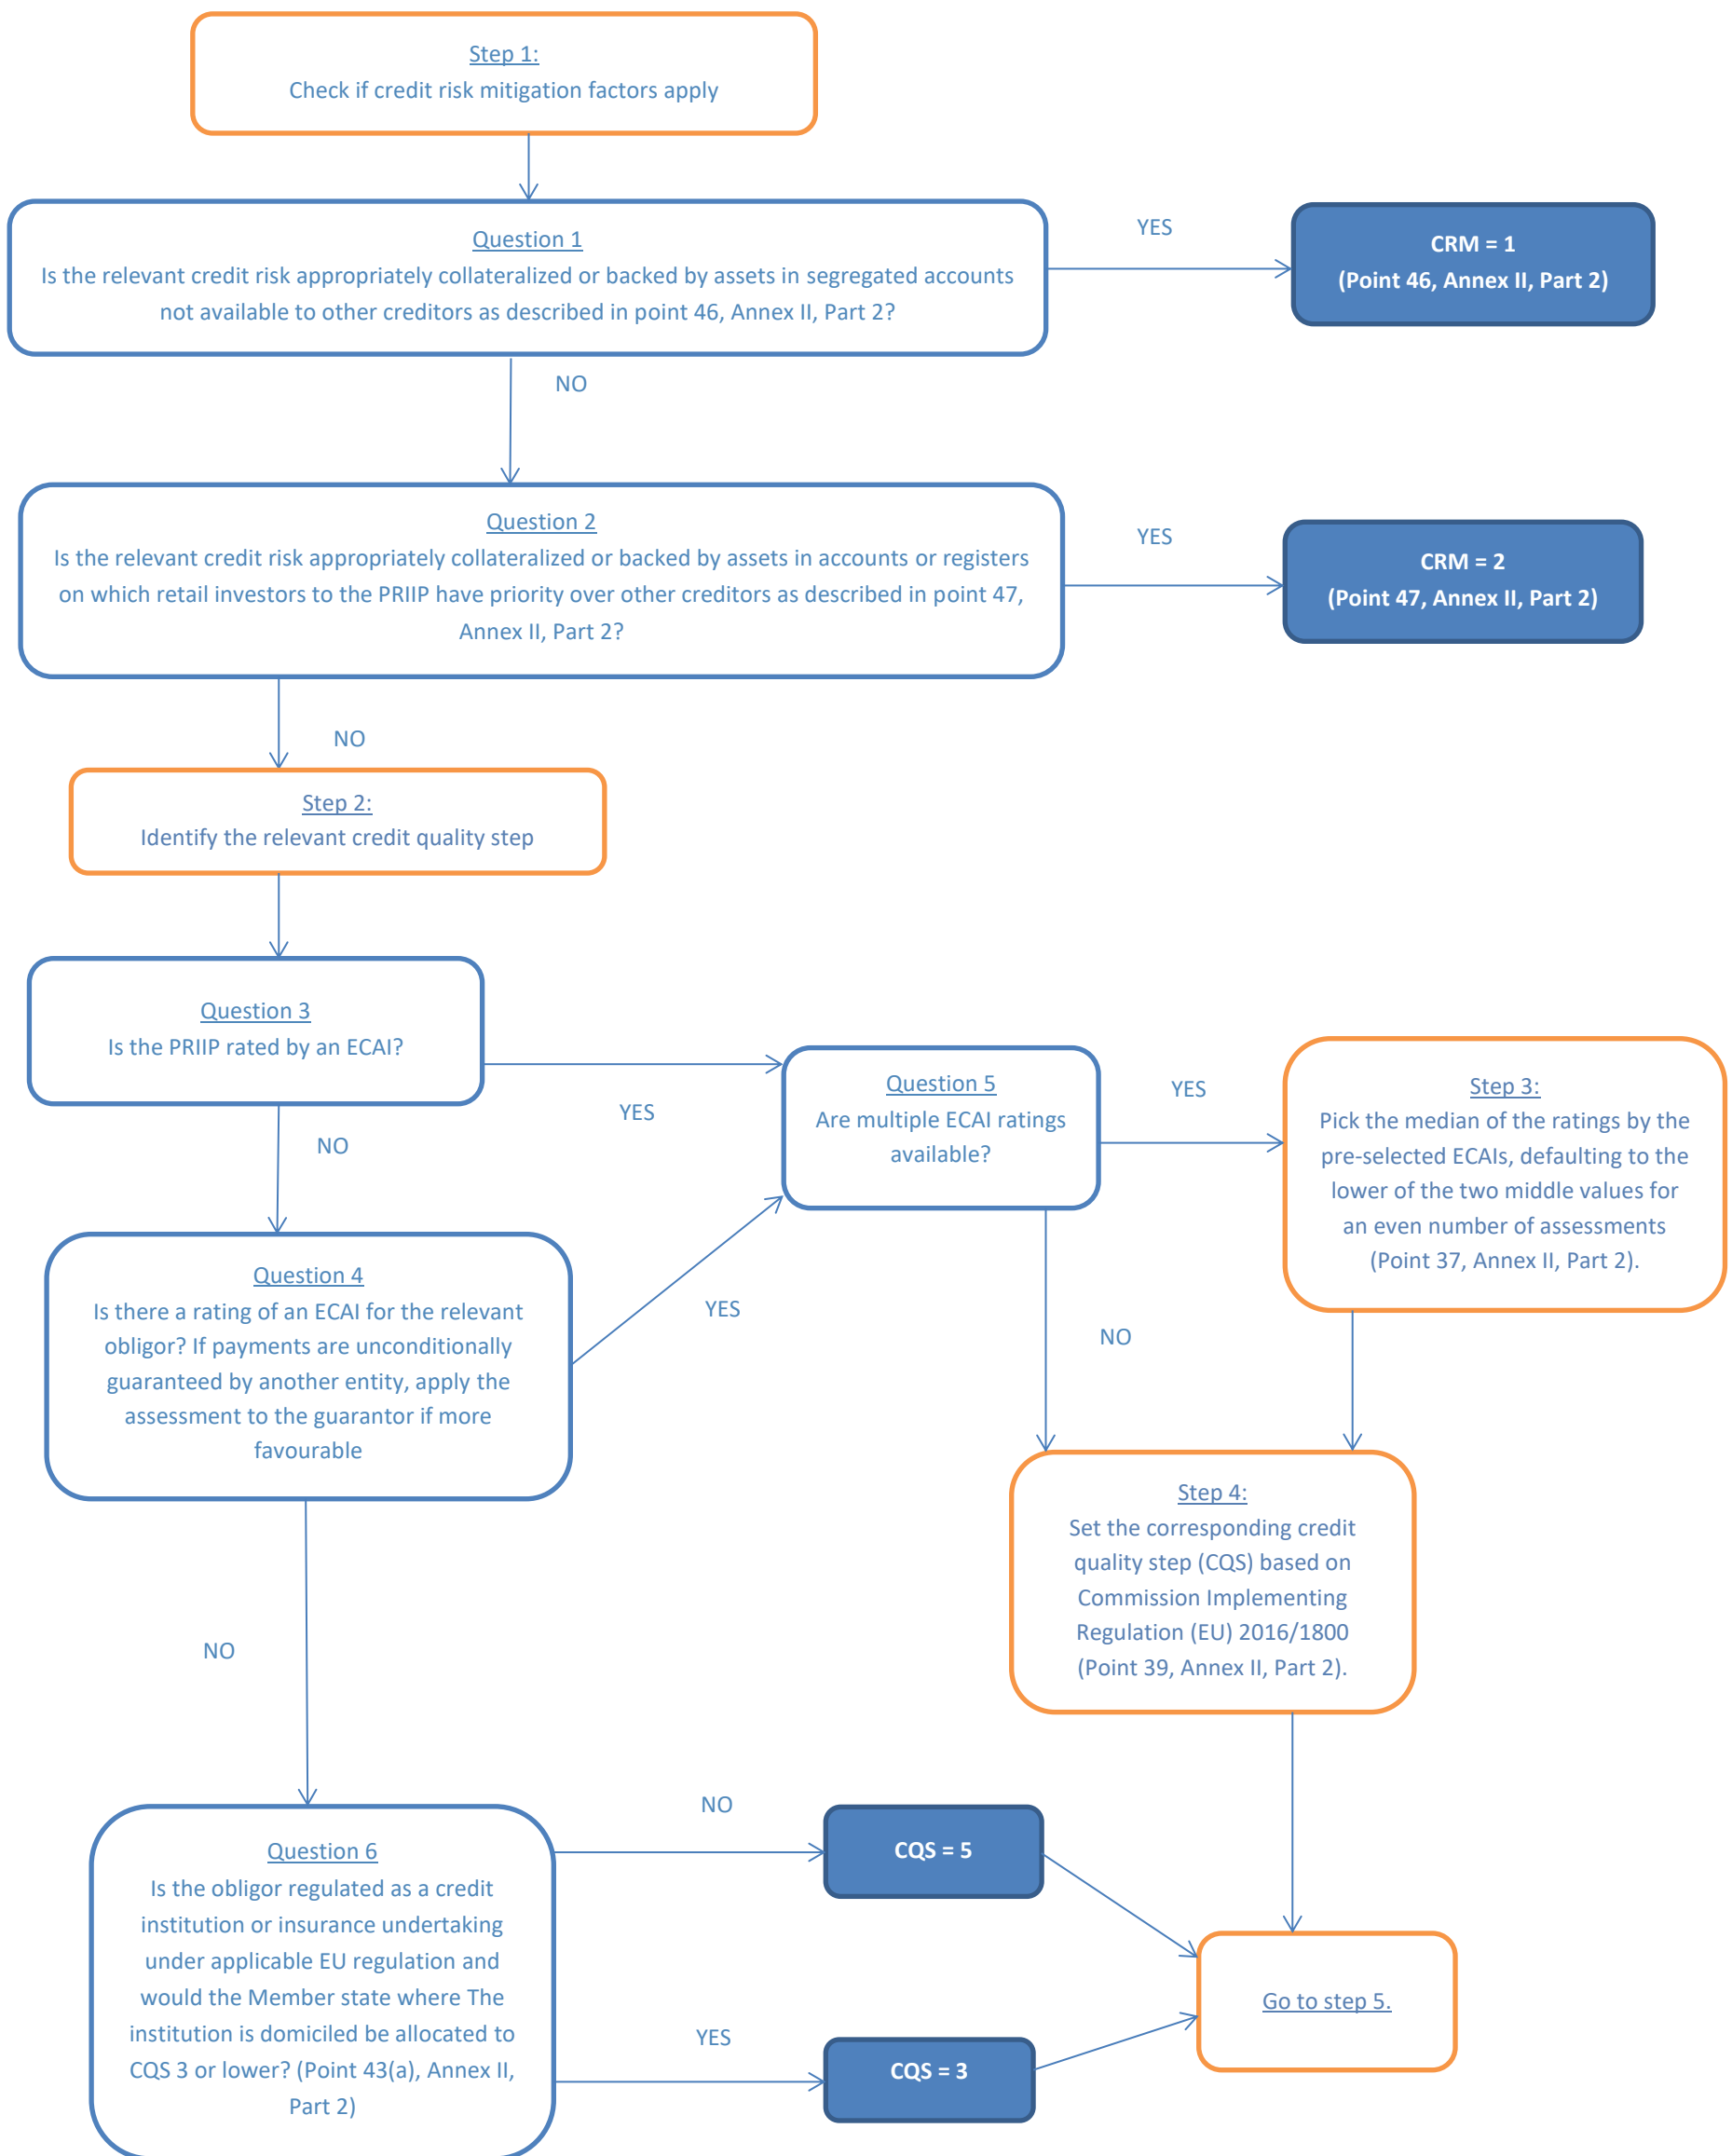 Step 1:
Check if credit risk mitigation factors apply
Question 1
Is the relevant credit risk appropriately collateralized or backed by assets in segregated accounts
not available to other creditors as described in point 46, Annex II, Part 2?
YES
CRM = 1
(Point 46, Annex II, Part 2)
NO
Question 2
Is the relevant credit risk appropriately collateralized or backed by assets in accounts or registers
on which retail investors to the PRIIP have priority over other creditors as described in point 47,
Annex II, Part 2?
YES
CRM = 2
(Point 47, Annex II, Part 2)
NO
Step 2:
Identify the relevant credit quality step
Question 3
Is the PRIIP rated by an ECAI?
YES
NO
Question 5
Are multiple ECAI ratings
available?
YES
NO
Step 3:
Pick the median of the ratings by the
pre-selected ECAIs, defaulting to the
lower of the two middle values for
an even number of assessments
(Point 37, Annex II, Part 2).
Question 4
Is there a rating of an ECAI for the relevant
obligor? If payments are unconditionally
guaranteed by another entity, apply the
assessment to the guarantor if more
favourable
YES
NO
Step 4:
Set the corresponding credit
quality step (CQS) based on
Commission Implementing
Regulation (EU) 2016/1800
(Point 39, Annex II, Part 2).
Question 6
Is the obligor regulated as a credit
institution or insurance undertaking
under applicable EU regulation and
would the Member state where The
institution is domiciled be allocated to
CQS 3 or lower? (Point 43(a), Annex II,
Part 2)
NO
CQS = 5
YES
CQS = 3
Go to step 5.